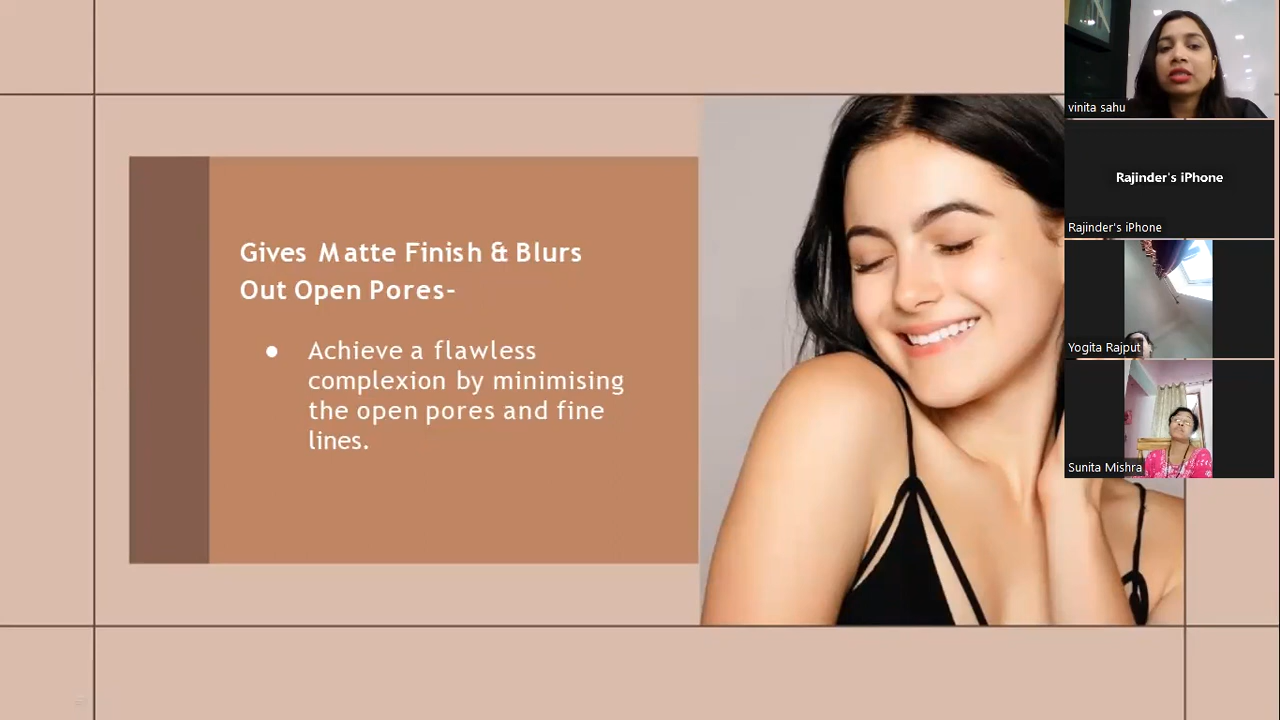 Gives Matte Finish & Blurs
Out Open Pores-
● Achieve a flawless
complexion by minimising
the open pores and fine
lines.
vinita sahu
Rajinder's iPhone
Rajinder's iPhone
Yogita Rajput
Sunita Mishra